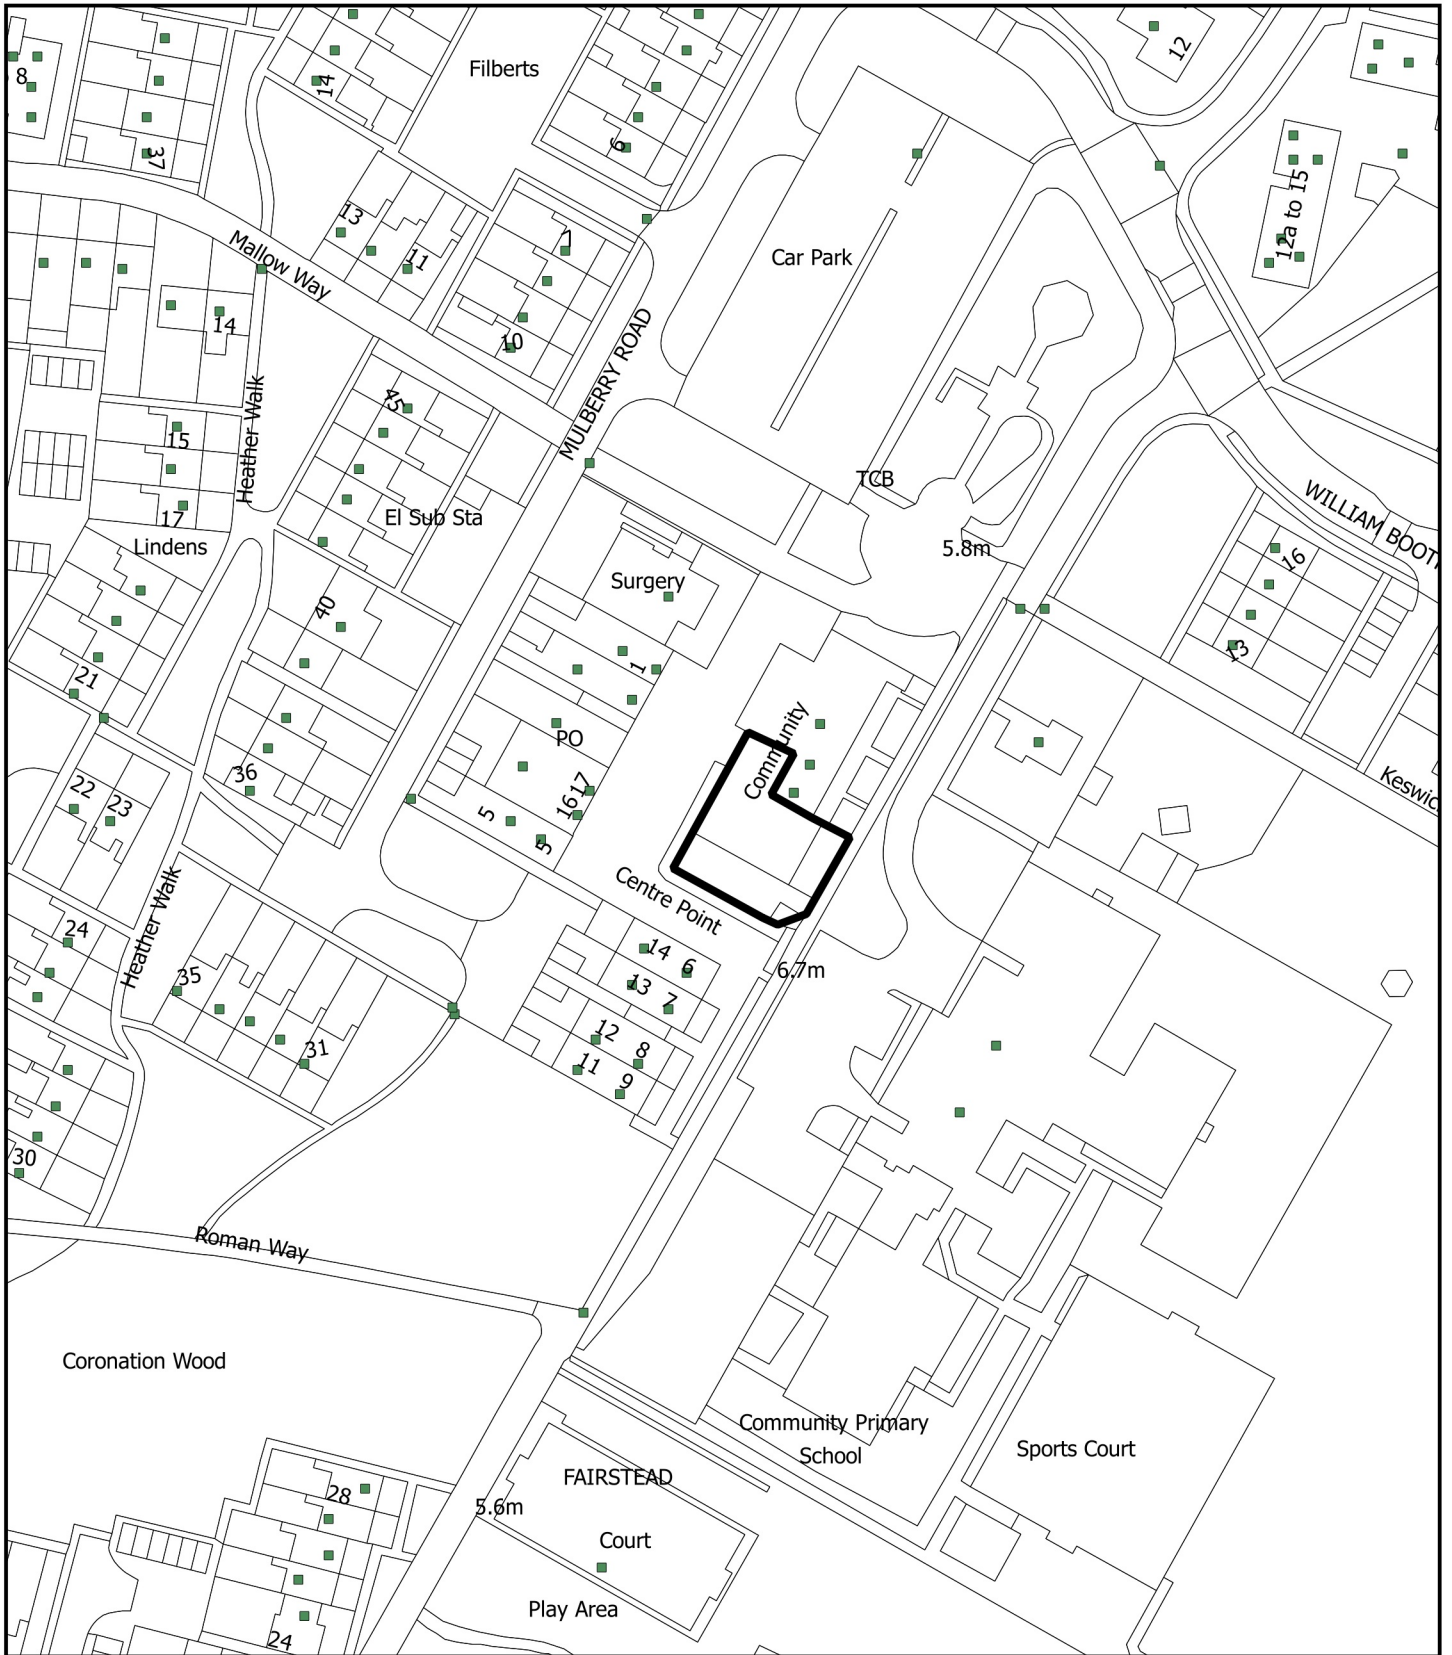 12
Filberts
8
14
37
6
12a to 15
13
11
1
Mallow Way
Car Park
14
10
MULBERRY ROAD
45
Heather Walk
15
17
TCB
El Sub Sta
WILLIAM BOOT
Lindens
5.8m
16
Surgery
40
13
1
21
PO
Community
36
22
23
17
16
5
5
Keswic
Centre Point
24
Heather Walk
14
6
35
13
7
6.7m
12
8
31
11
9
30
Roman Way
Coronation Wood
Community Primary
School
Sports Court
FAIRSTEAD
28
5.6m
Court
Play Area
24